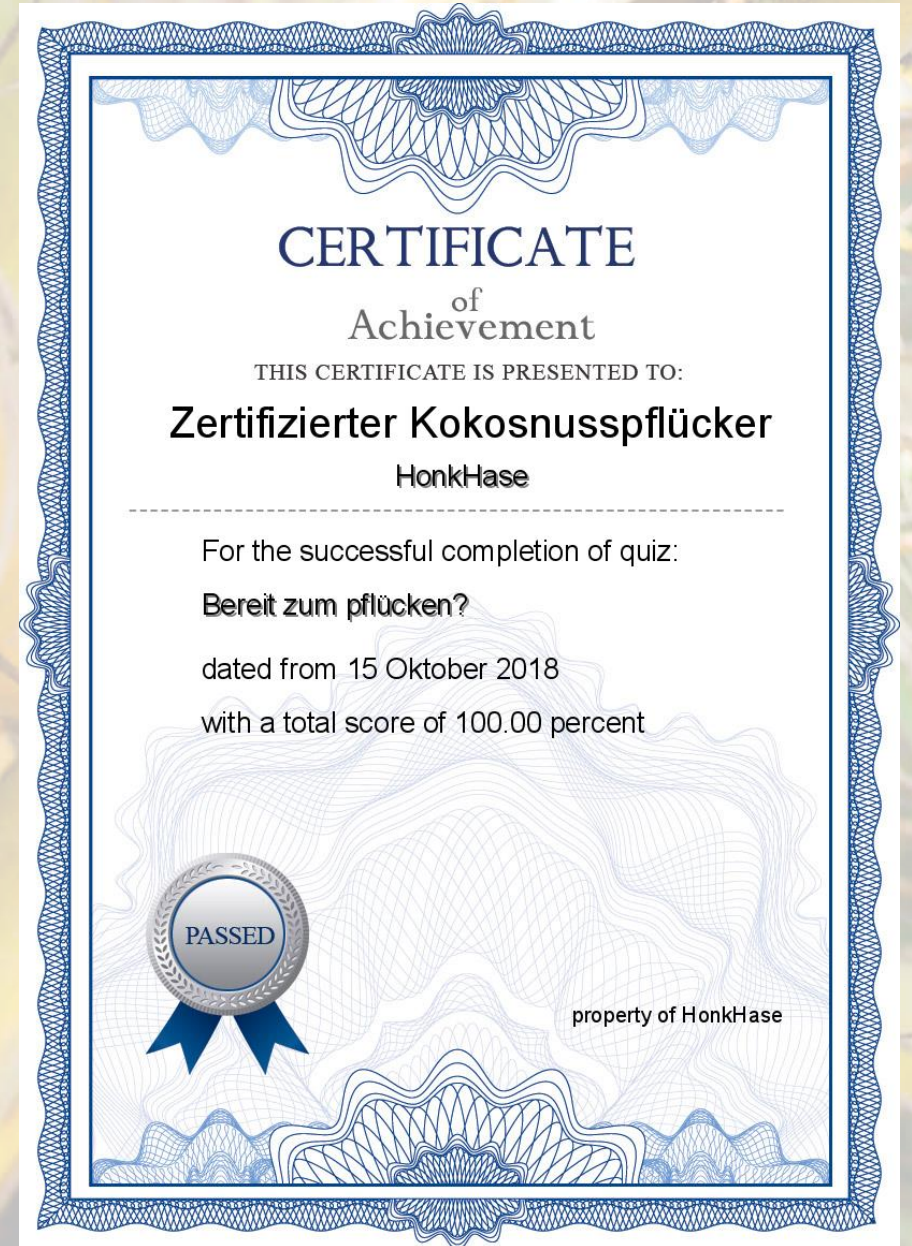 CERTIFICATE
of
Achievement
THIS CERTIFICATE IS PRESENTED TO:
Zertifizierter Kokosnusspflücker
HonkHase
For the successful completion of quiz:
Bereit zum pflücken?
dated from 15 Oktober 2018
with a total score of 100.00 percent
PASSED
property of HonkHase